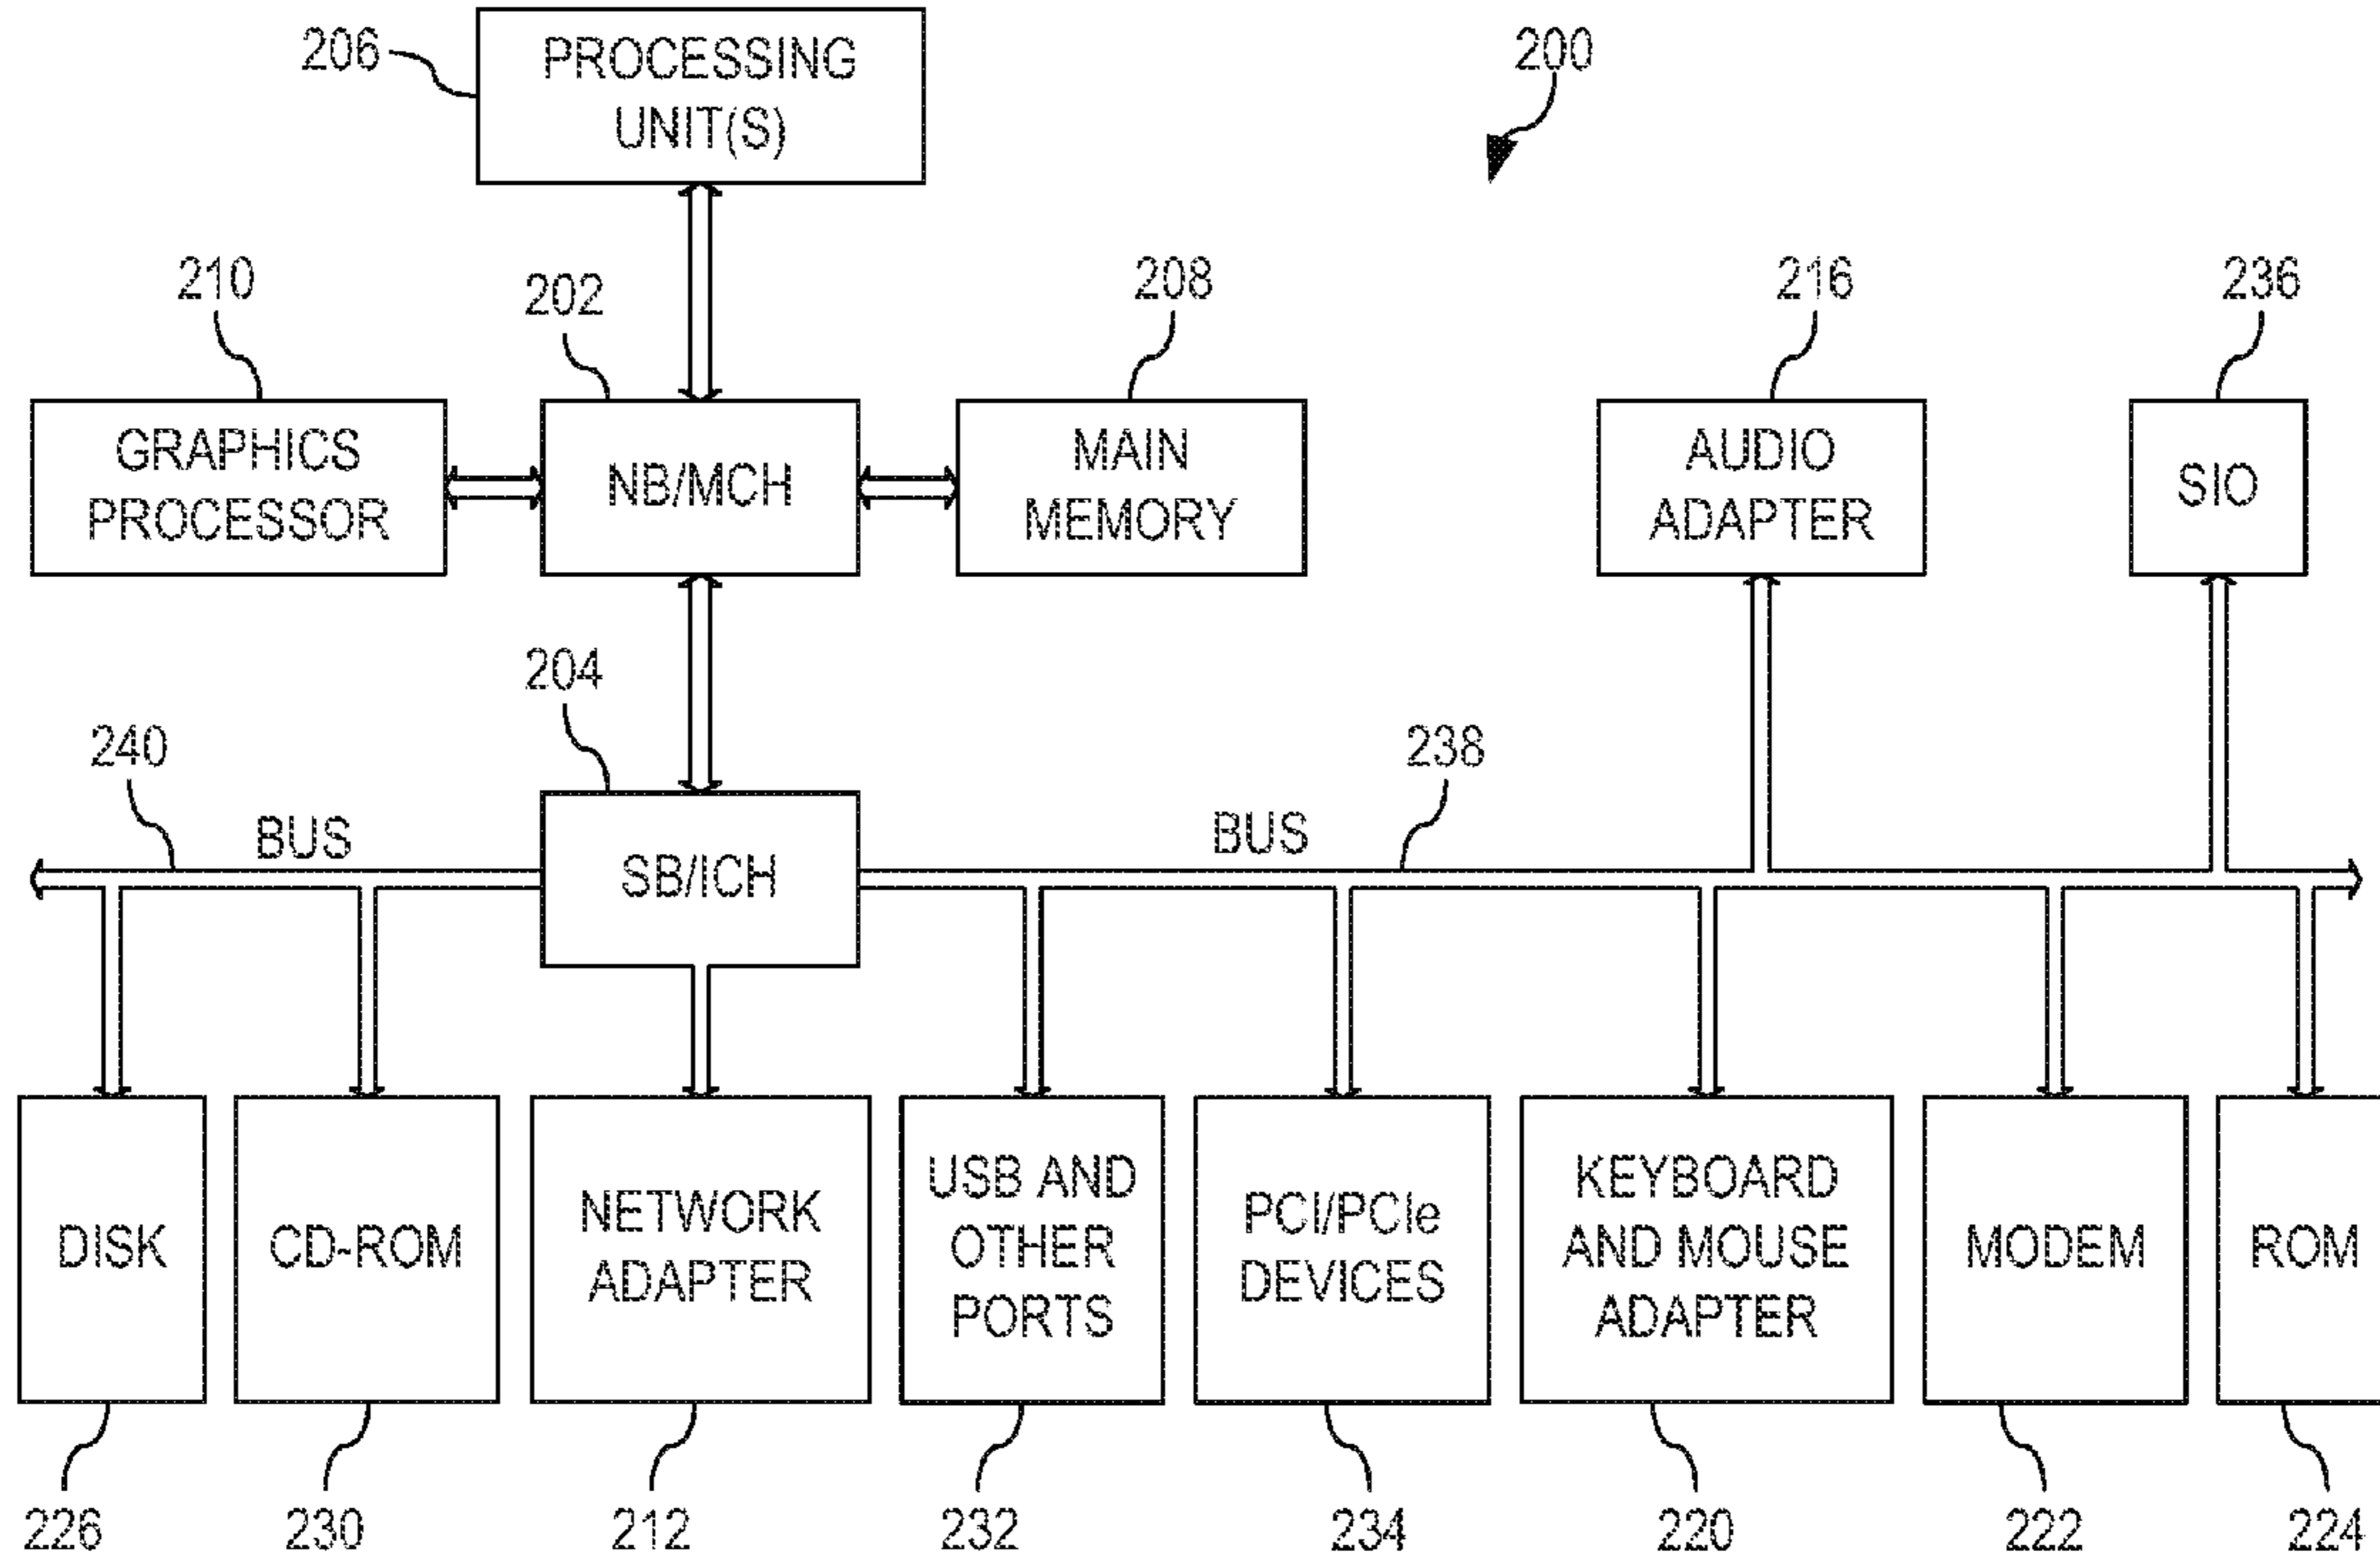 206
PROCESSING
UNIT(S)
200
210
202
208
216
236
GRAPHICS
PROCESSOR
NB/MCH
MAIN
MEMORY
AUDIO
ADAPTER
SIO
204
240
238
BUS
SB/ICH
BUS
DISK
CD-ROM
NETWORK
ADAPTER
USB AND
OTHER
PORTS
PCI/PCIe
DEVICES
KEYBOARD
AND MOUSE
ADAPTER
MODEM
ROM
226
230
212
232
234
220
222
224